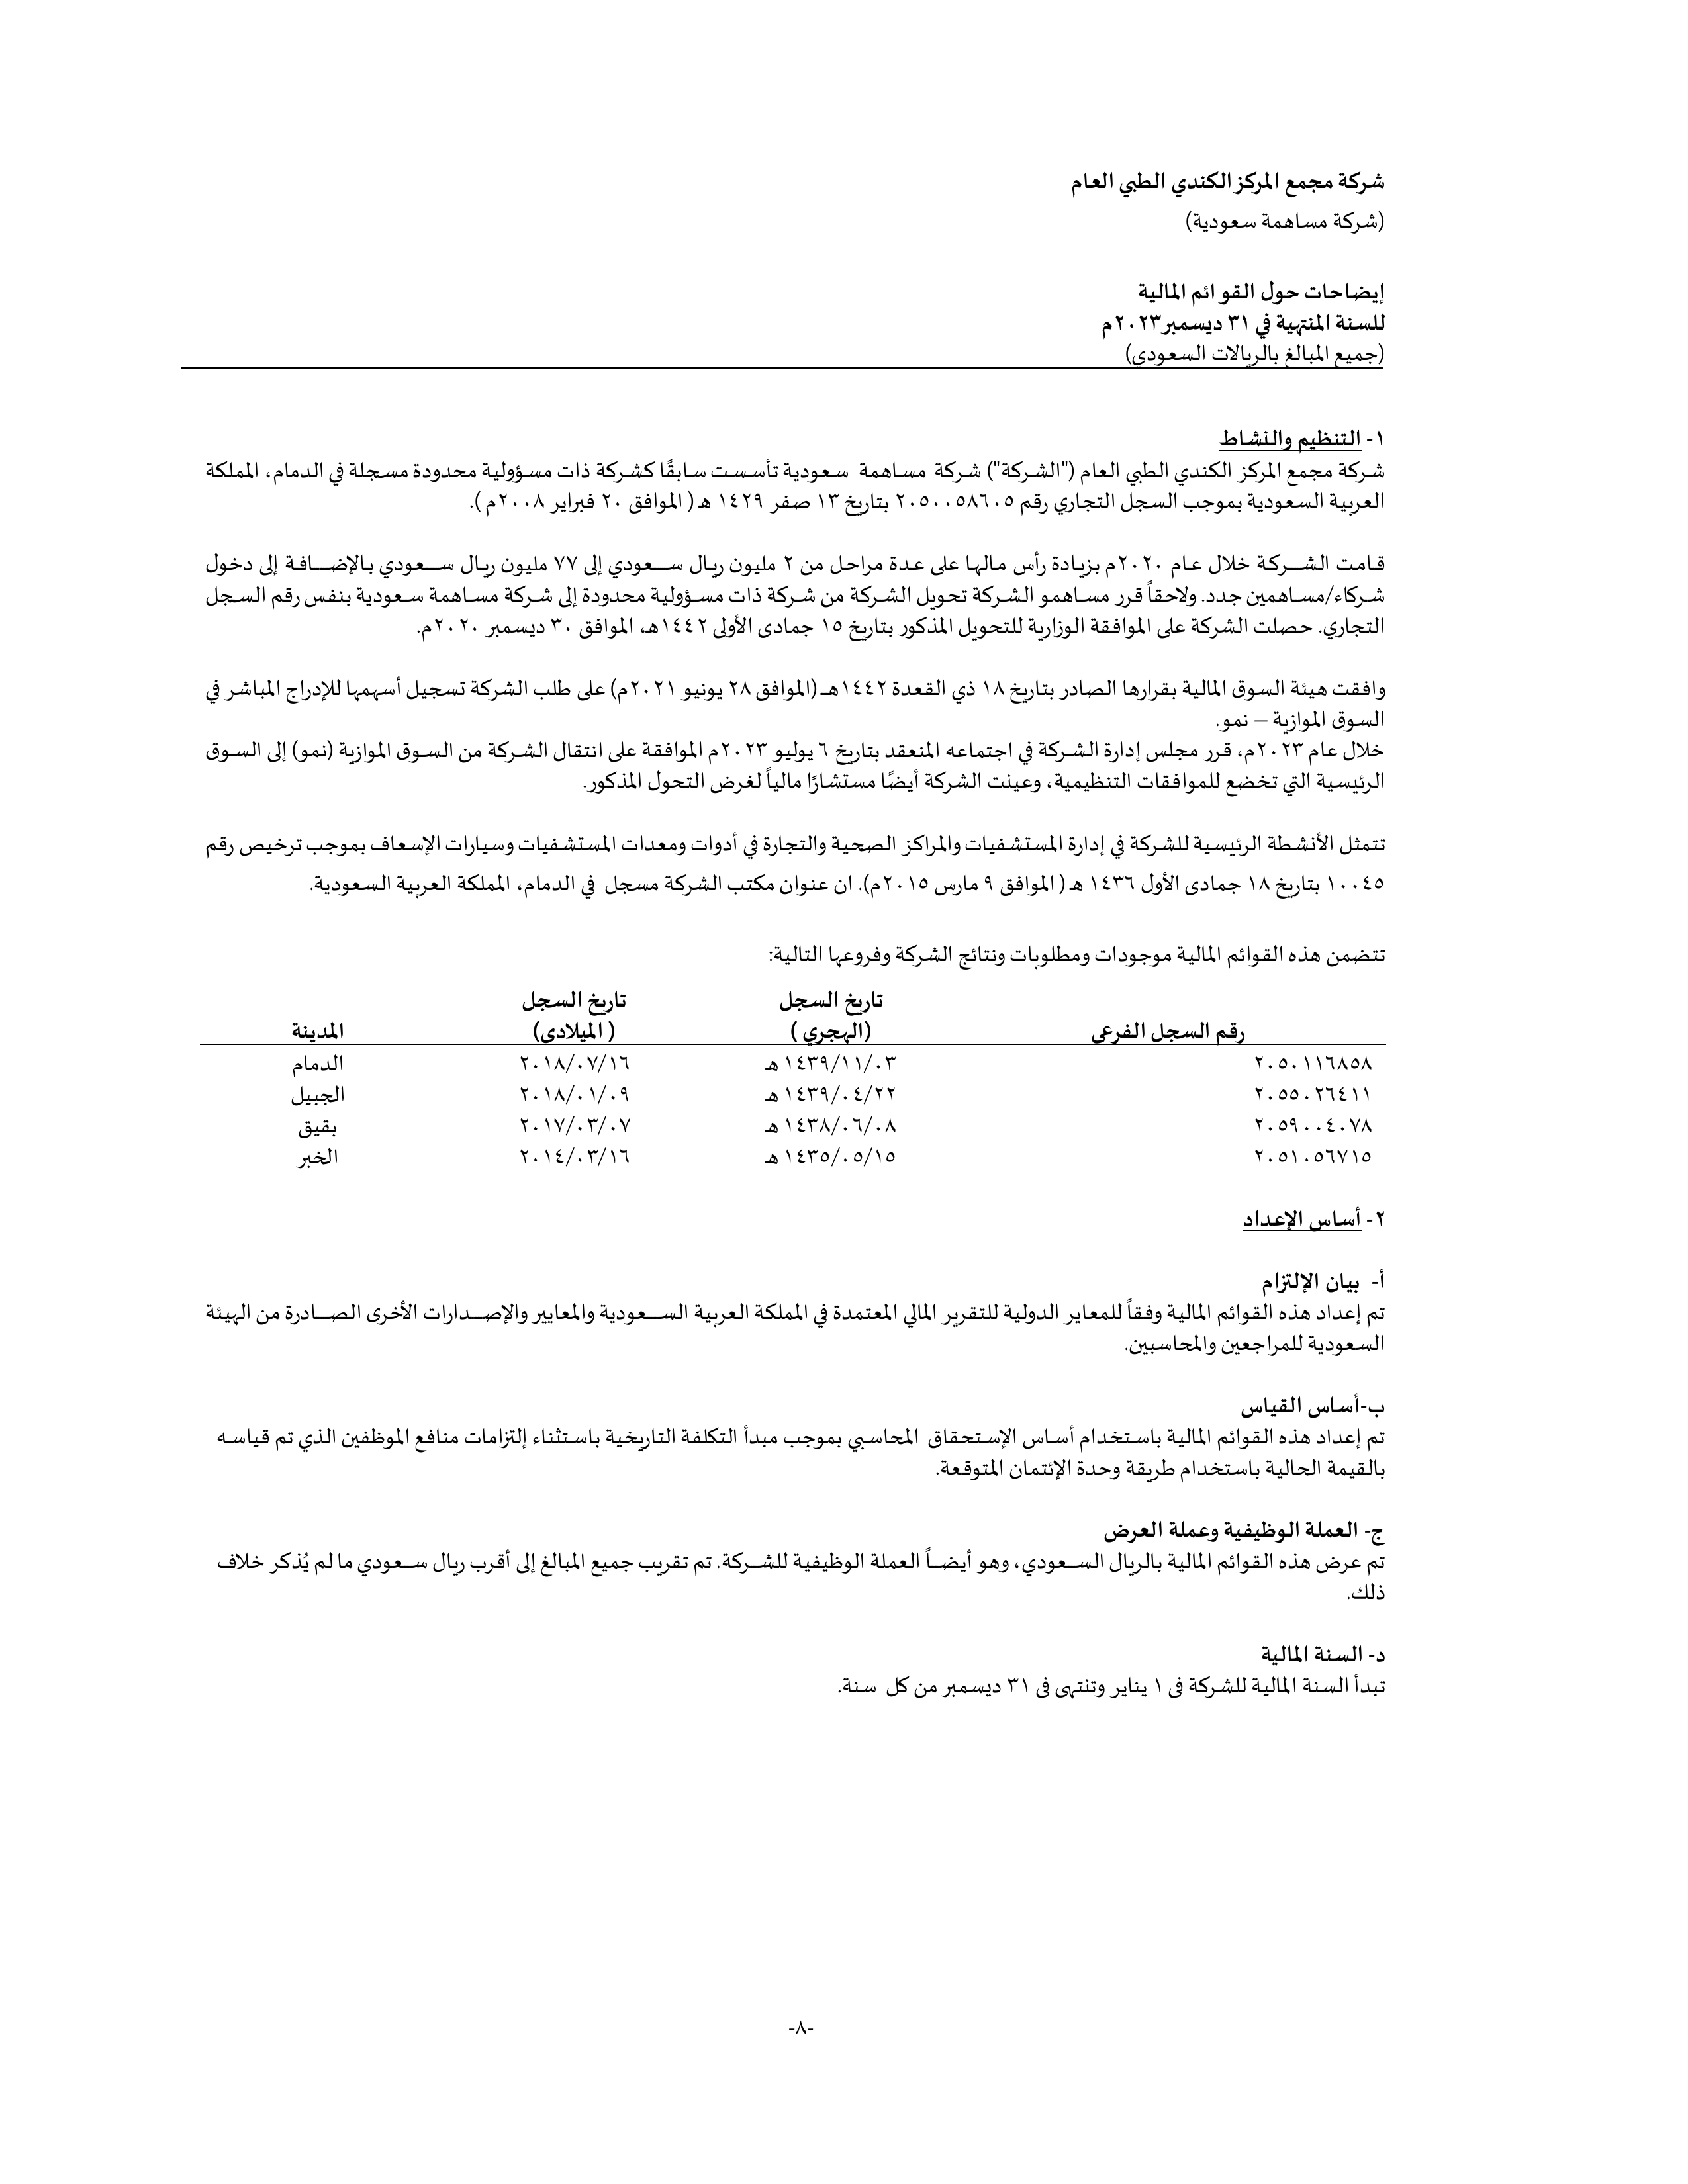 شركة مجمع المركز الكندي الطبي العام
(شركة مساهمة سعودية)
إيضاحات حول القوائم المالية
للسنة المنتهية في ٣١ ديسمبر٢٠٢٣م
(جميع المبالغ بالريالات السعودي)
١- التنظيم والنشاط
شركة مجمع المركز الكندي الطبي العام ("الشركة") شركة مساهمة سعودية تأسست سابقًا كشركة ذات مسؤولية محدودة مسجلة في الدمام، المملكة
العربية السعودية بموجب السجل التجاري رقم ٢٠٥٠٠٥٨٦٠٥ بتاريخ ١٣ صفر ١٤٢٩ هـ ( الموافق ٢٠ فبراير ٢٠٠٨م ).
قامت الشركة خلال عام ٢٠٢٠م بزيادة رأس مالها على عدة مراحل من ٢ مليون ريال سعودي إلى ٧٧ مليون ريال سعودي بالإضافة إلى دخول
شركاء/مساهمين جدد. ولاحقاً قرر مساهمو الشركة تحويل الشركة من شركة ذات مسؤولية محدودة إلى شركة مساهمة سعودية بنفس رقم السجل
التجاري. حصلت الشركة على الموافقة الوزارية للتحويل المذكور بتاريخ ١٥ جمادى الأولى ١٤٤٢هـ، الموافق ٣٠ ديسمبر ٢٠٢٠م.
وافقت هيئة السوق المالية بقرارها الصادر بتاريخ ١٨ ذي القعدة ١٤٤٢هـ (الموافق ٢٨ يونيو ٢٠٢١م) على طلب الشركة تسجيل أسهمها للإدراج المباشر في
السوق الموازية – نمو.
خلال عام ٢٠٢٣م، قرر مجلس إدارة الشركة في اجتماعه المنعقد بتاريخ ٦ يوليو ٢٠٢٣م الموافقة على انتقال الشركة من السوق الموازية (نمو) إلى السوق
الرئيسية التي تخضع للموافقات التنظيمية، وعينت الشركة أيضًا مستشارًا مالياً لغرض التحول المذكور.
تتمثل الأنشطة الرئيسية للشركة في إدارة المستشفيات والمراكز الصحية والتجارة في أدوات ومعدات المستشفيات وسيارات الإسعاف بموجب ترخيص رقم
١٠٠٤٥ بتاريخ ١٨ جمادى الأول ١٤٣٦ هـ ( الموافق ٩ مارس ٢٠١٥م). ان عنوان مكتب الشركة مسجل في الدمام، المملكة العربية السعودية.
تتضمن هذه القوائم المالية موجودات ومطلوبات ونتائج الشركة وفروعها التالية:
رقم السجل الفرعي تاريخ السجل (الهجري ) تاريخ السجل ( الميلادي) المدينة
٢٠٥٠١١٦٨٥٨ ١٤٣٩/١١/٠٣ هـ ٢٠١٨/٠٧/١٦ الدمام
٢٠٥٥٠٢٦٤١١ ١٤٣٩/٠٤/٢٢ هـ ٢٠١٨/٠١/٠٩ الجبيل
٢٠٥٩٠٠٤٠٧٨ ١٤٣٨/٠٦/٠٨ هـ ٢٠١٧/٠٣/٠٧ بقيق
٢٠٥١٠٥٦٧١٥ ١٤٣٥/٠٥/١٥ هـ ٢٠١٤/٠٣/١٦ الخبر
٢- أساس الإعداد
أ- بيان الإلتزام
تم إعداد هذه القوائم المالية وفقاً للمعاير الدولية للتقرير المالي المعتمدة في المملكة العربية السعودية والمعايير والإصدارات الأخرى الصادرة من الهيئة
السعودية للمراجعين والمحاسبين.
ب-أساس القياس
تم إعداد هذه القوائم المالية باستخدام أساس الإستحقاق المحاسبي بموجب مبدأ التكلفة التاريخية باستثناء إلتزامات منافع الموظفين الذي تم قياسه
بالقيمة الحالية باستخدام طريقة وحدة الإئتمان المتوقعة.
ج- العملة الوظيفية وعملة العرض
تم عرض هذه القوائم المالية بالريال السعودي، وهو أيضاً العملة الوظيفية للشركة. تم تقريب جميع المبالغ إلى أقرب ريال سعودي ما لم يُذكر خلاف
ذلك.
د- السنة المالية
تبدأ السنة المالية للشركة في ١ يناير وتنتهى فى ٣١ ديسمبر من كل سنة.
-٨-